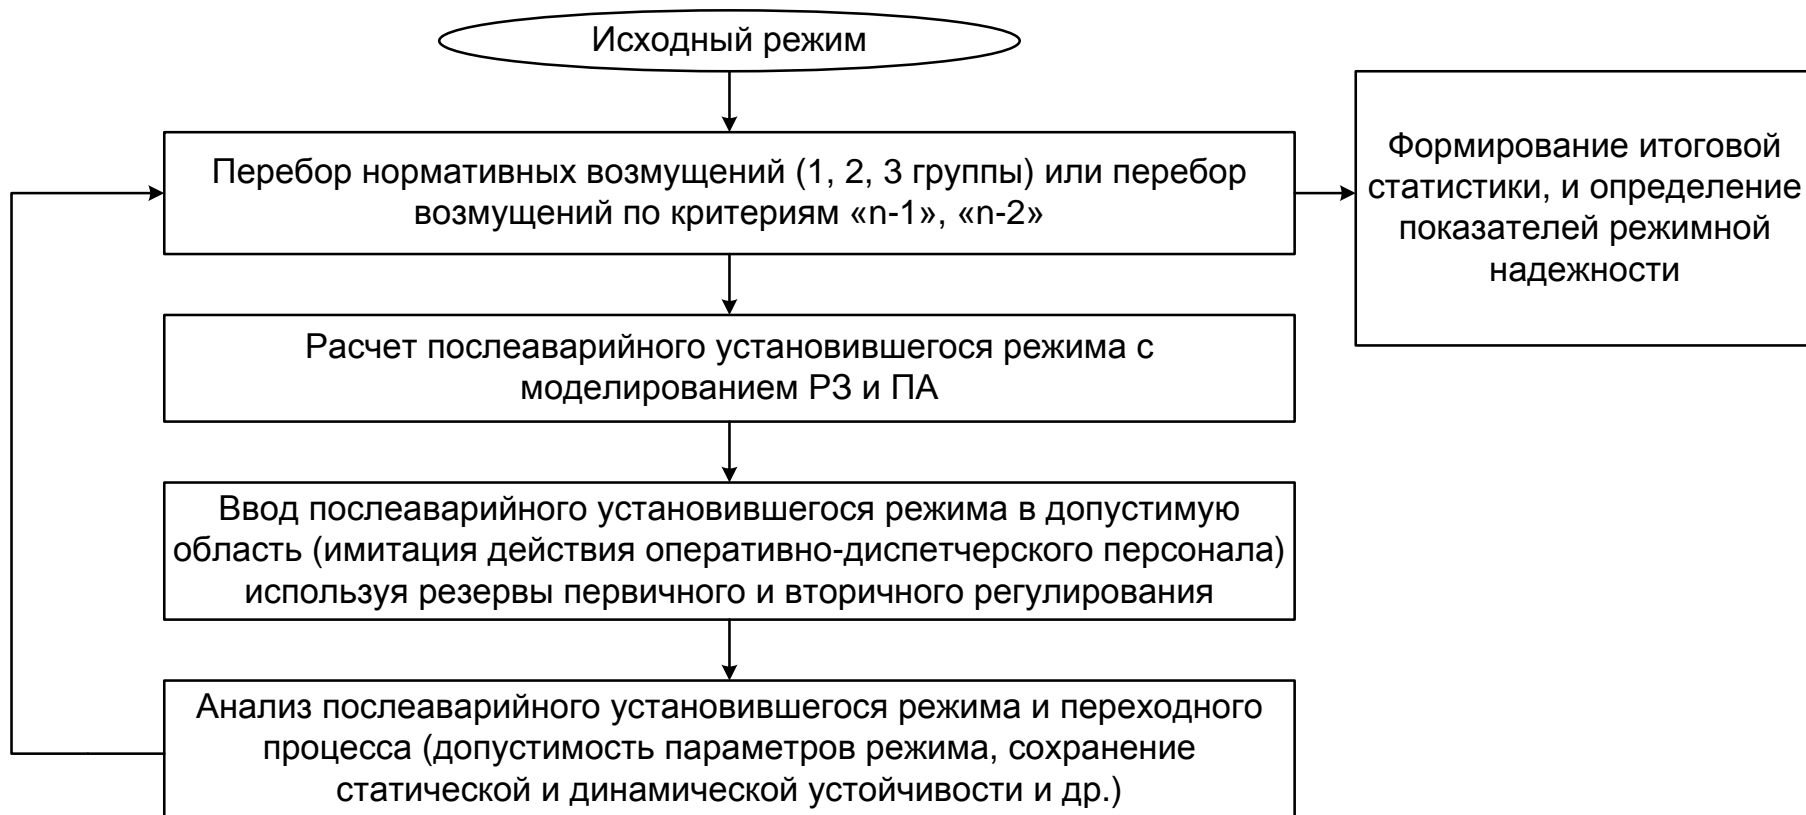 Исходный режим
Перебор нормативных возмущений (1, 2, 3 группы) или перебор
возмущений по критериям «n-1», «n-2»
Формирование итоговой
статистики, и определение
показателей режимной
надежности
Расчет послеаварийного установившегося режима с
моделированием РЗ и ПА
Ввод послеаварийного установившегося режима в допустимую
область (имитация действия оперативно-диспетчерского персонала)
используя резервы первичного и вторичного регулирования
Анализ послеаварийного установившегося режима и переходного
процесса (допустимость параметров режима, сохранение
статической и динамической устойчивости и др.)